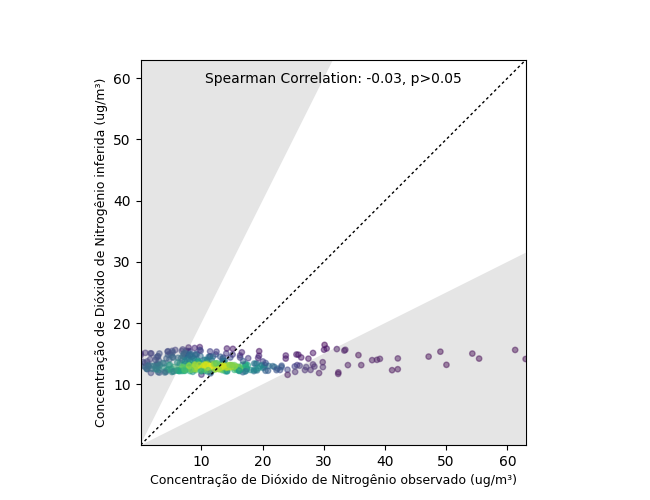 Spearman Correlation: -0.03, p>0.05
Concentração de Dióxido de Nitrogênio inferida (ug/m³)
60
50
40
30
20
10
10 20 30 40 50 60
Concentração de Dióxido de Nitrogênio observado (ug/m³)